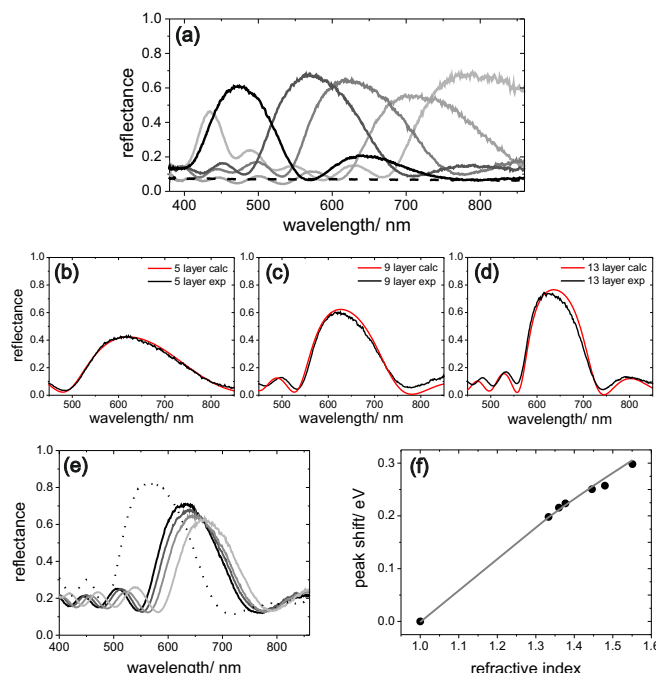 (a)
reflectance
1.0
0.8
0.6
0.4
0.2
0.0
400 500 600 700 800
wavelength/ nm
(b)
5 layer calc
5 layer exp
reflectance
1.0
0.8
0.6
0.4
0.2
0.0
500 600 700 800
wavelength/ nm
(c)
9 layer calc
9 layer exp
1.0
0.8
0.6
0.4
0.2
0.0
500 600 700 800
wavelength/ nm
(d)
13 layer calc
13 layer exp
1.0
0.8
0.6
0.4
0.2
0.0
500 600 700 800
wavelength/ nm
(e)
reflectance
1.0
0.8
0.6
0.4
0.2
0.0
400 500 600 700 800
wavelength/ nm
(f)
peak shift/ eV
0.3
0.2
0.1
0.0
1.0 1.1 1.2 1.3 1.4 1.5 1.6
refractive index